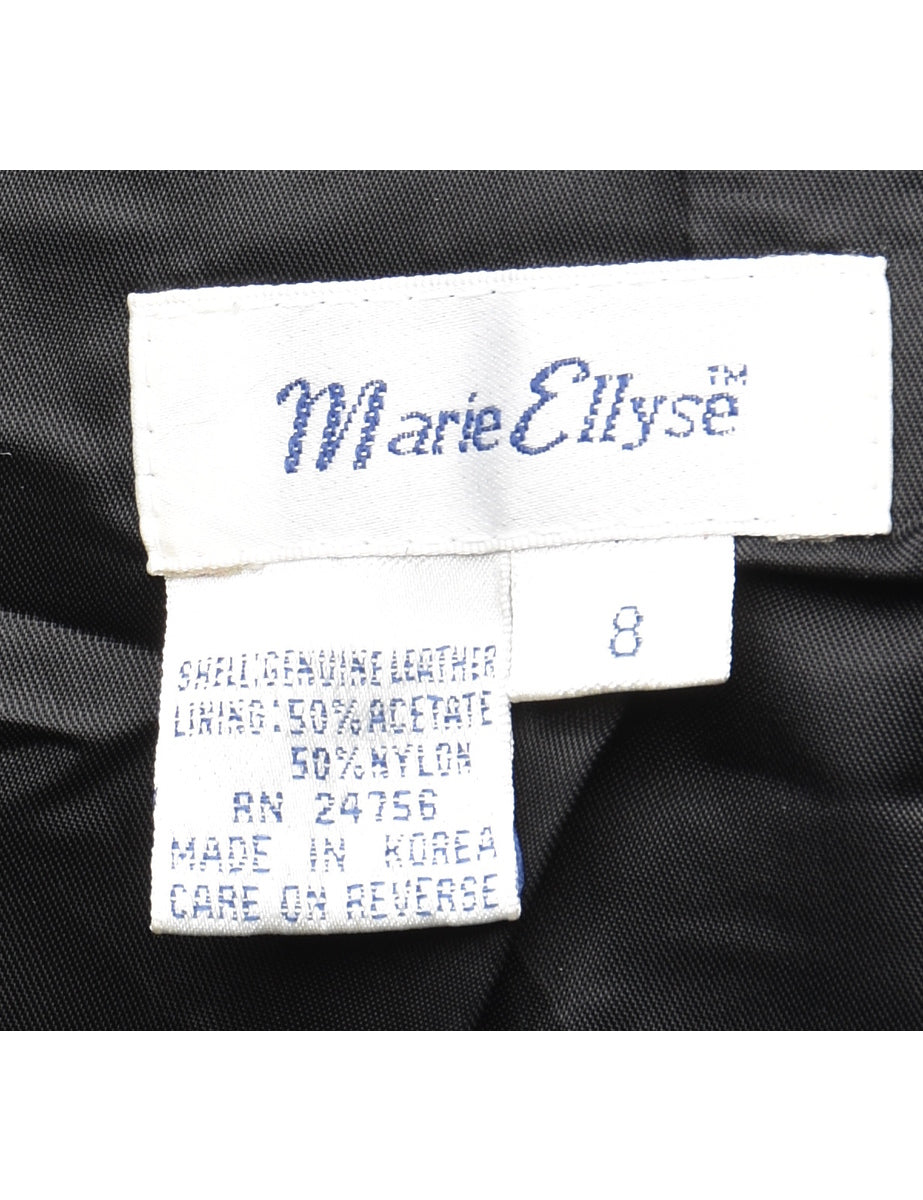 Marie Ellyse™
8
SHELL:GENUINE LEATHER
LINING:50% ACETATE
50% NYLON
RN 24756
MADE IN KOREA
CARE ON REVERSE